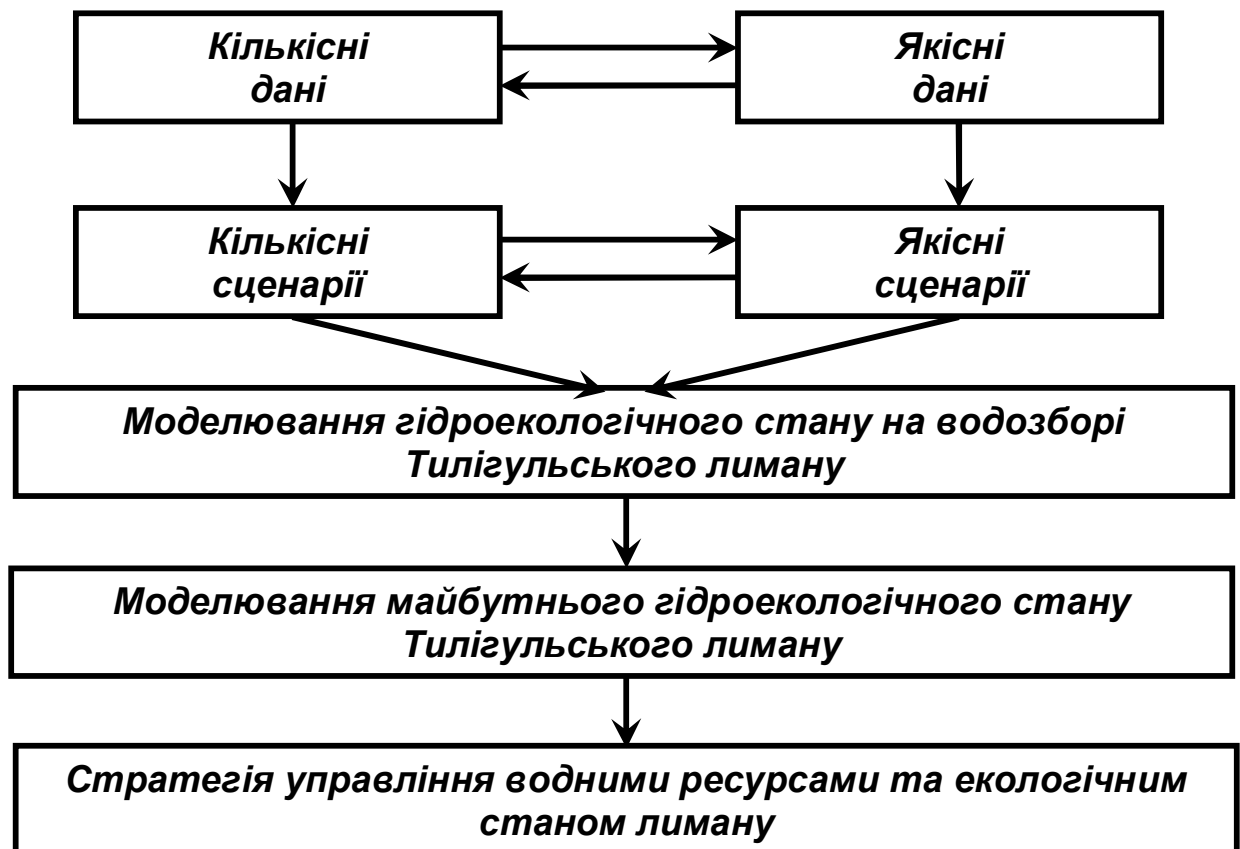 Кількісні
дані
Якісні
дані
Кількісні
сценарії
Якісні
сценарії
Моделювання гідроекологічного стану на водозборі
Тилігульського лиману
Моделювання майбутнього гідроекологічного стану
Тилігульського лиману
Стратегія управління водними ресурсами та екологічним
станом лиману